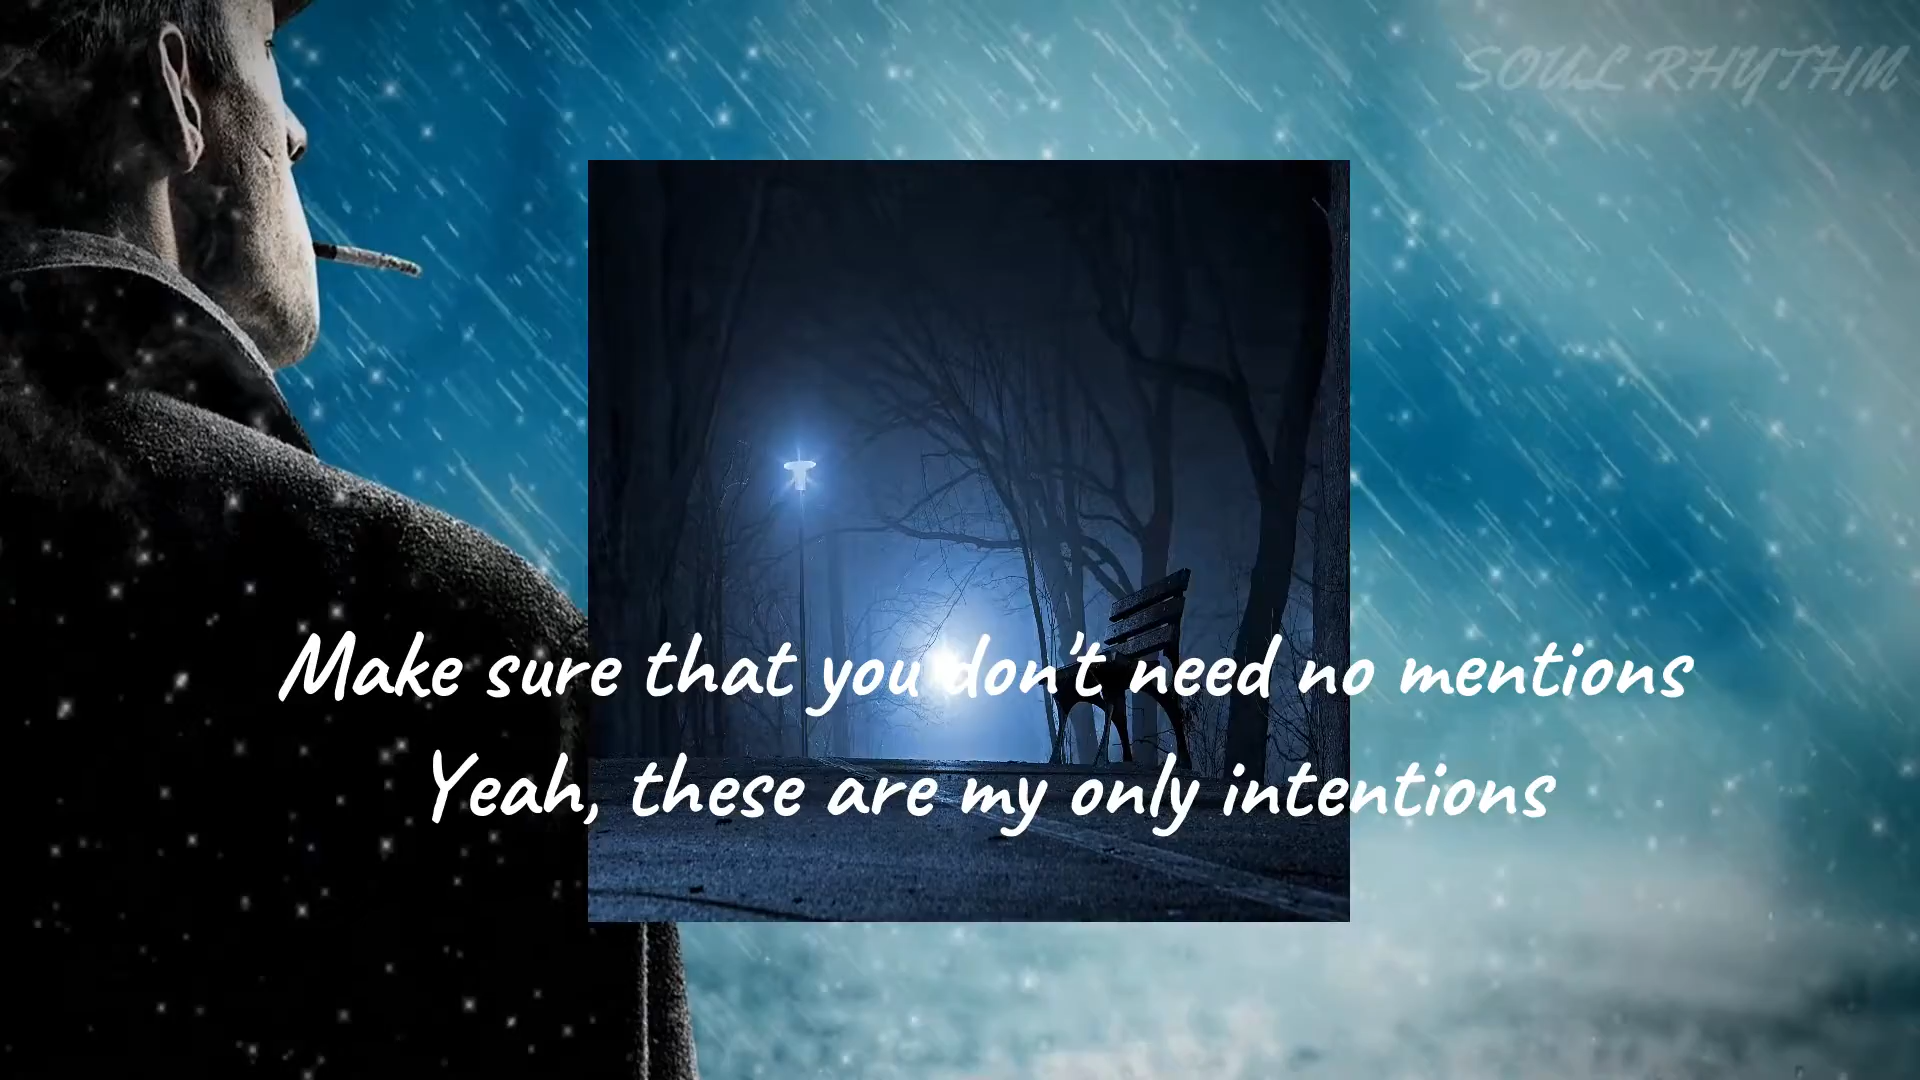 SOUL RHYTHM
Make sure that you don't need no mentions
Yeah, these are my only intentions